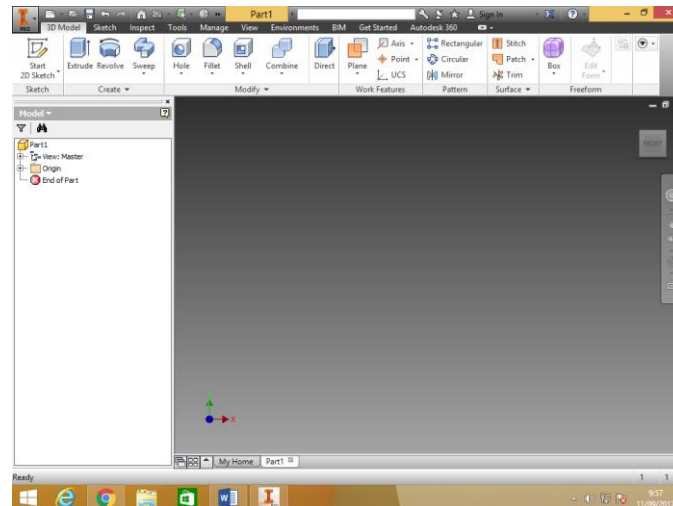 Part1
Sign In
PRO
3D Model Sketch Inspect Tools Manage View Environments BIM Get Started Autodesk 360
Start
2D Sketch
Extrude Revolve Sweep
Hole Fillet Shell Combine Direct
Plane
Axis
Point
UCS
Rectangular
Circular
Mirror
Stitch
Patch
Trim
Box
Edit
Form
Sketch Create Modify Work Features Pattern Surface Freeform
Model
Part1
View: Master
Origin
End of Part
FRONT
X
My Home Part1
Ready 1 1
9:57